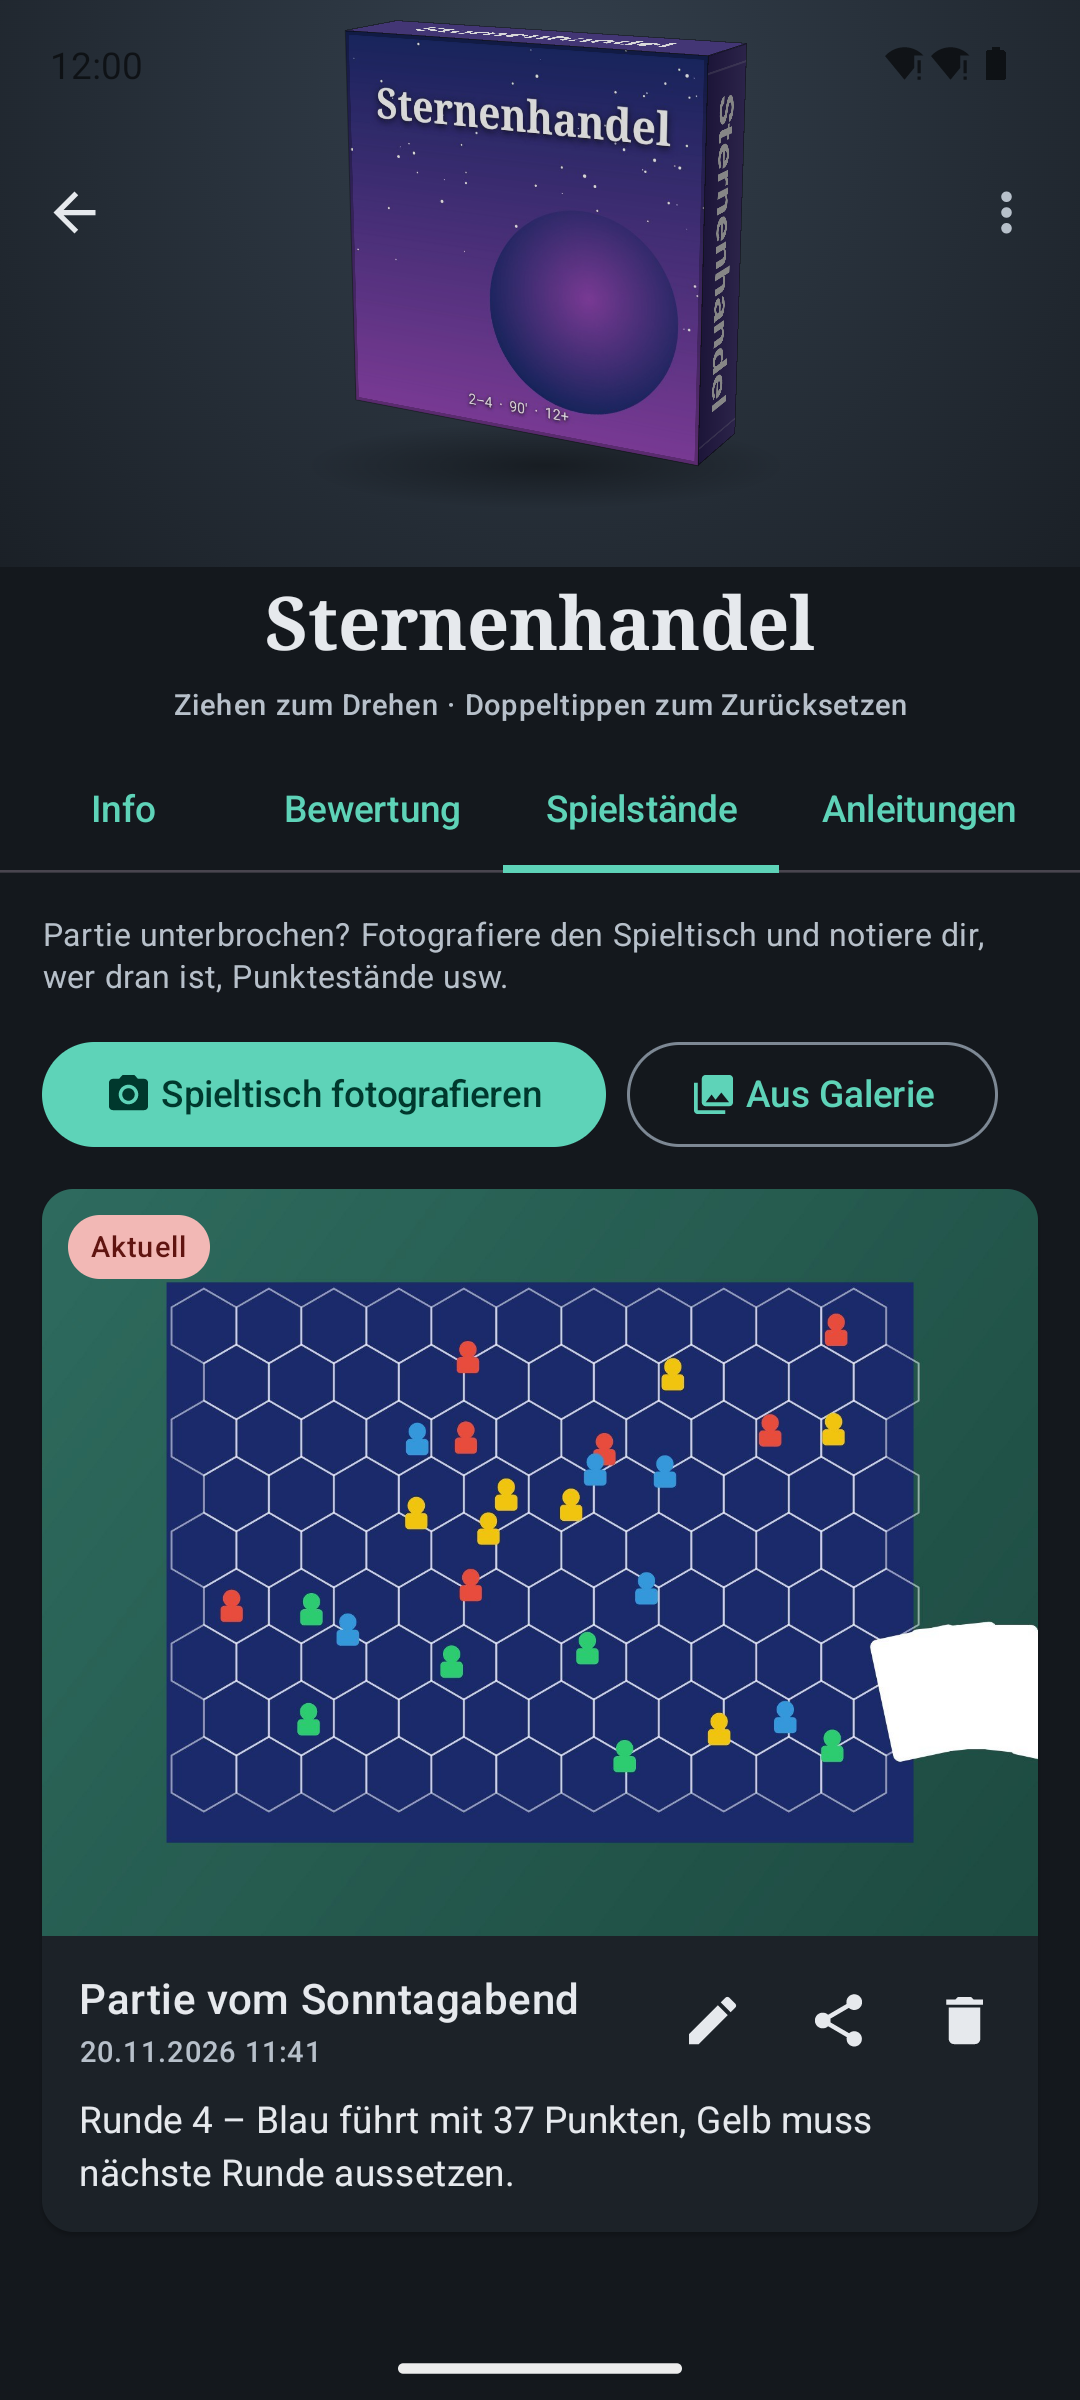 12:00
Sternenhandel
Sternenhandel
Sternenhandel
2–4 · 90' · 12+
Sternenhandel
Ziehen zum Drehen · Doppeltippen zum Zurücksetzen
Info
Bewertung
Spielstände
Anleitungen
Partie unterbrochen? Fotografiere den Spieltisch und notiere dir,
wer dran ist, Punktestände usw.
Spieltisch fotografieren
Aus Galerie
Aktuell
Partie vom Sonntagabend
20.11.2026 11:41
Runde 4 – Blau führt mit 37 Punkten, Gelb muss
nächste Runde aussetzen.